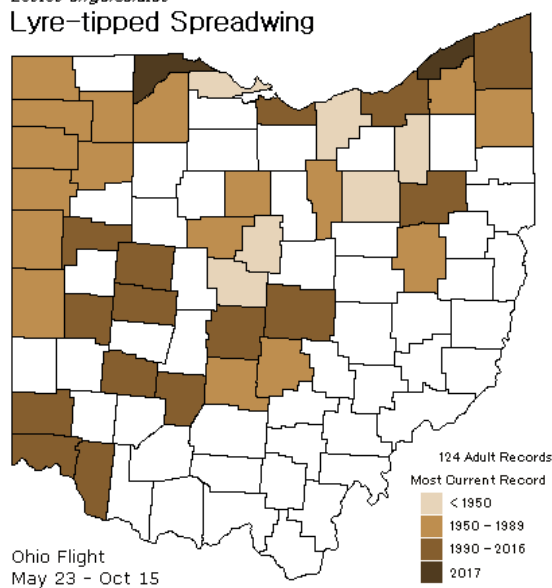 Lyre-tipped Spreadwing
124 Adult Records
Most Current Record
< 1950
1950 - 1989
1990 - 2016
2017
Ohio Flight
May 23 - Oct 15